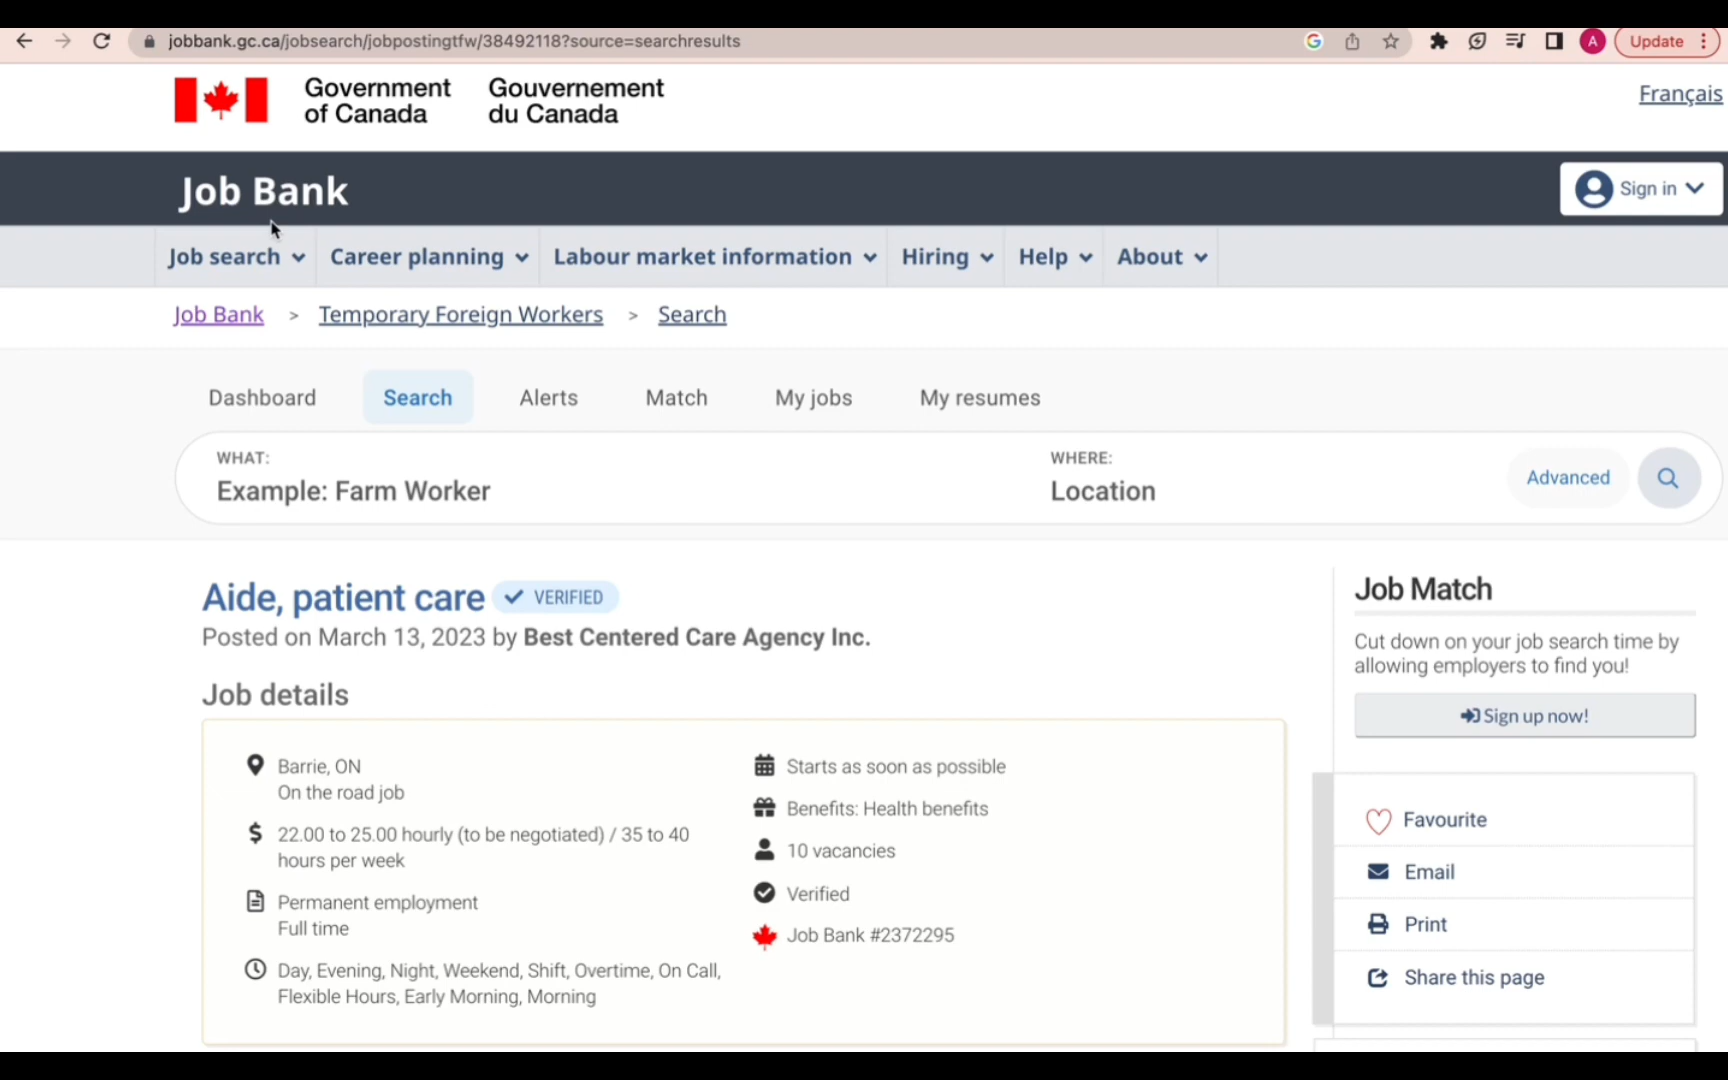 jobbank.gc.ca/jobsearch/jobpostingtfw/38492118?source=searchresults
A
Update
Government of Canada
Gouvernement du Canada
Français
Job Bank
Sign in
Job search
Career planning
Labour market information
Hiring
Help
About
Job Bank > Temporary Foreign Workers > Search
Dashboard
Search
Alerts
Match
My jobs
My resumes
WHAT:
Example: Farm Worker
WHERE:
Location
Advanced
Aide, patient care
VERIFIED
Posted on March 13, 2023 by Best Centered Care Agency Inc.
Job details
Barrie, ON
On the road job
$ 22.00 to 25.00 hourly (to be negotiated) / 35 to 40
hours per week
Permanent employment
Full time
Day, Evening, Night, Weekend, Shift, Overtime, On Call,
Flexible Hours, Early Morning, Morning
Starts as soon as possible
Benefits: Health benefits
10 vacancies
Verified
Job Bank #2372295
Job Match
Cut down on your job search time by
allowing employers to find you!
Sign up now!
Favourite
Email
Print
Share this page